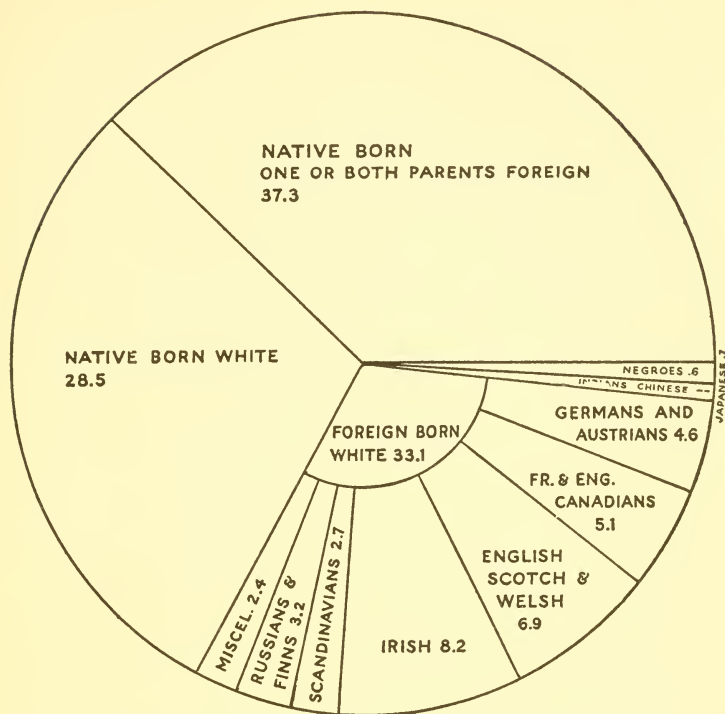 NATIVE BORN
ONE OR BOTH PARENTS FOREIGN
37.3
NATIVE BORN WHITE
28.5
NEGROES .6
INDIANS CHINESE --
JAPANESE .7
FOREIGN BORN
WHITE 33.1
GERMANS AND
AUSTRIANS 4.6
FR. & ENG.
CANADIANS
5.1
ENGLISH
SCOTCH &
WELSH
6.9
IRISH 8.2
SCANDINAVIANS 2.7
RUSSIANS &
FINNS 3.2
MISCEL. 2.4